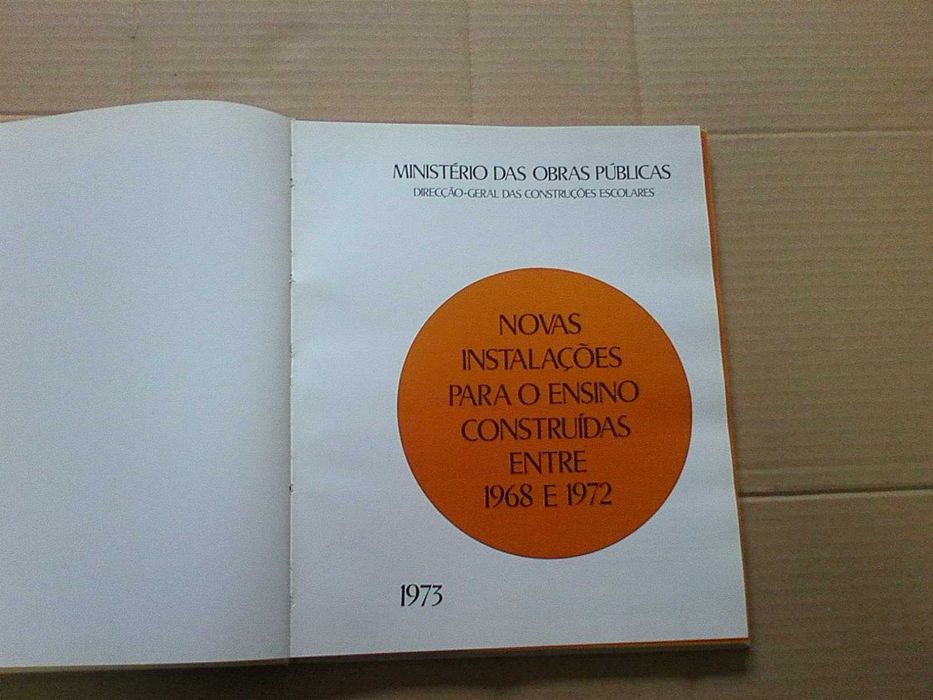 MINISTÉRIO DAS OBRAS PÚBLICAS
DIRECÇÃO-GERAL DAS CONSTRUÇÕES ESCOLARES
NOVAS
INSTALAÇÕES
PARA O ENSINO
CONSTRUÍDAS
ENTRE
1968 E 1972
1973